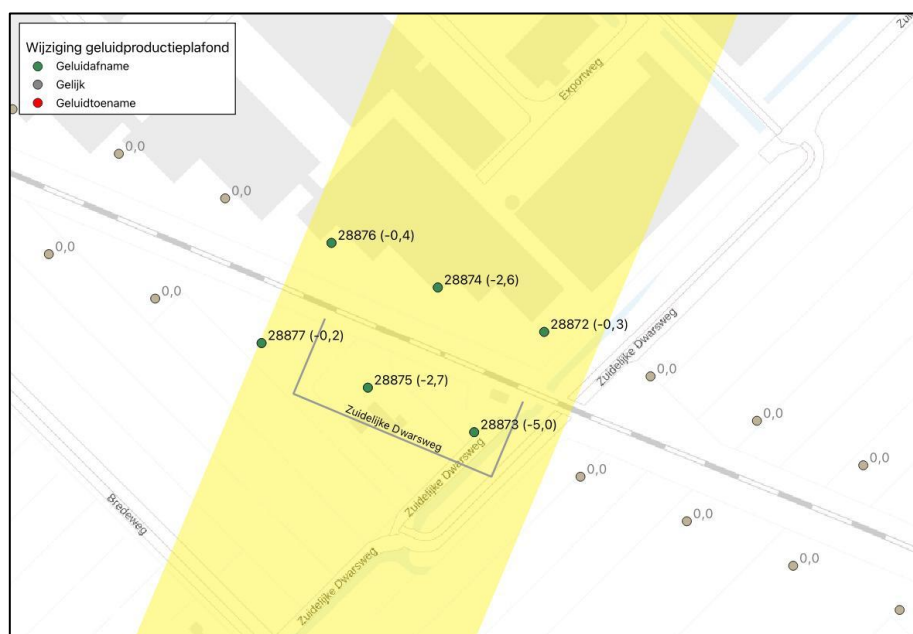 Wijziging geluidproductieplafond
Geluidafname
Gelijk
Geluidtoename
Zui
Exportweg
0,0
0,0
0,0
0,0
28876 (-0,4)
28874 (-2,6)
28872 (-0,3)
28877 (-0,2)
28875 (-2,7)
28873 (-5,0)
Zuidelijke Dwarsweg
Zuidelijke Dwarsweg
Zuidelijke Dwarsweg
Zuidelijke Dwarsweg
Bredeweg
0,0
0,0
0,0
0,0
0,0
0,0